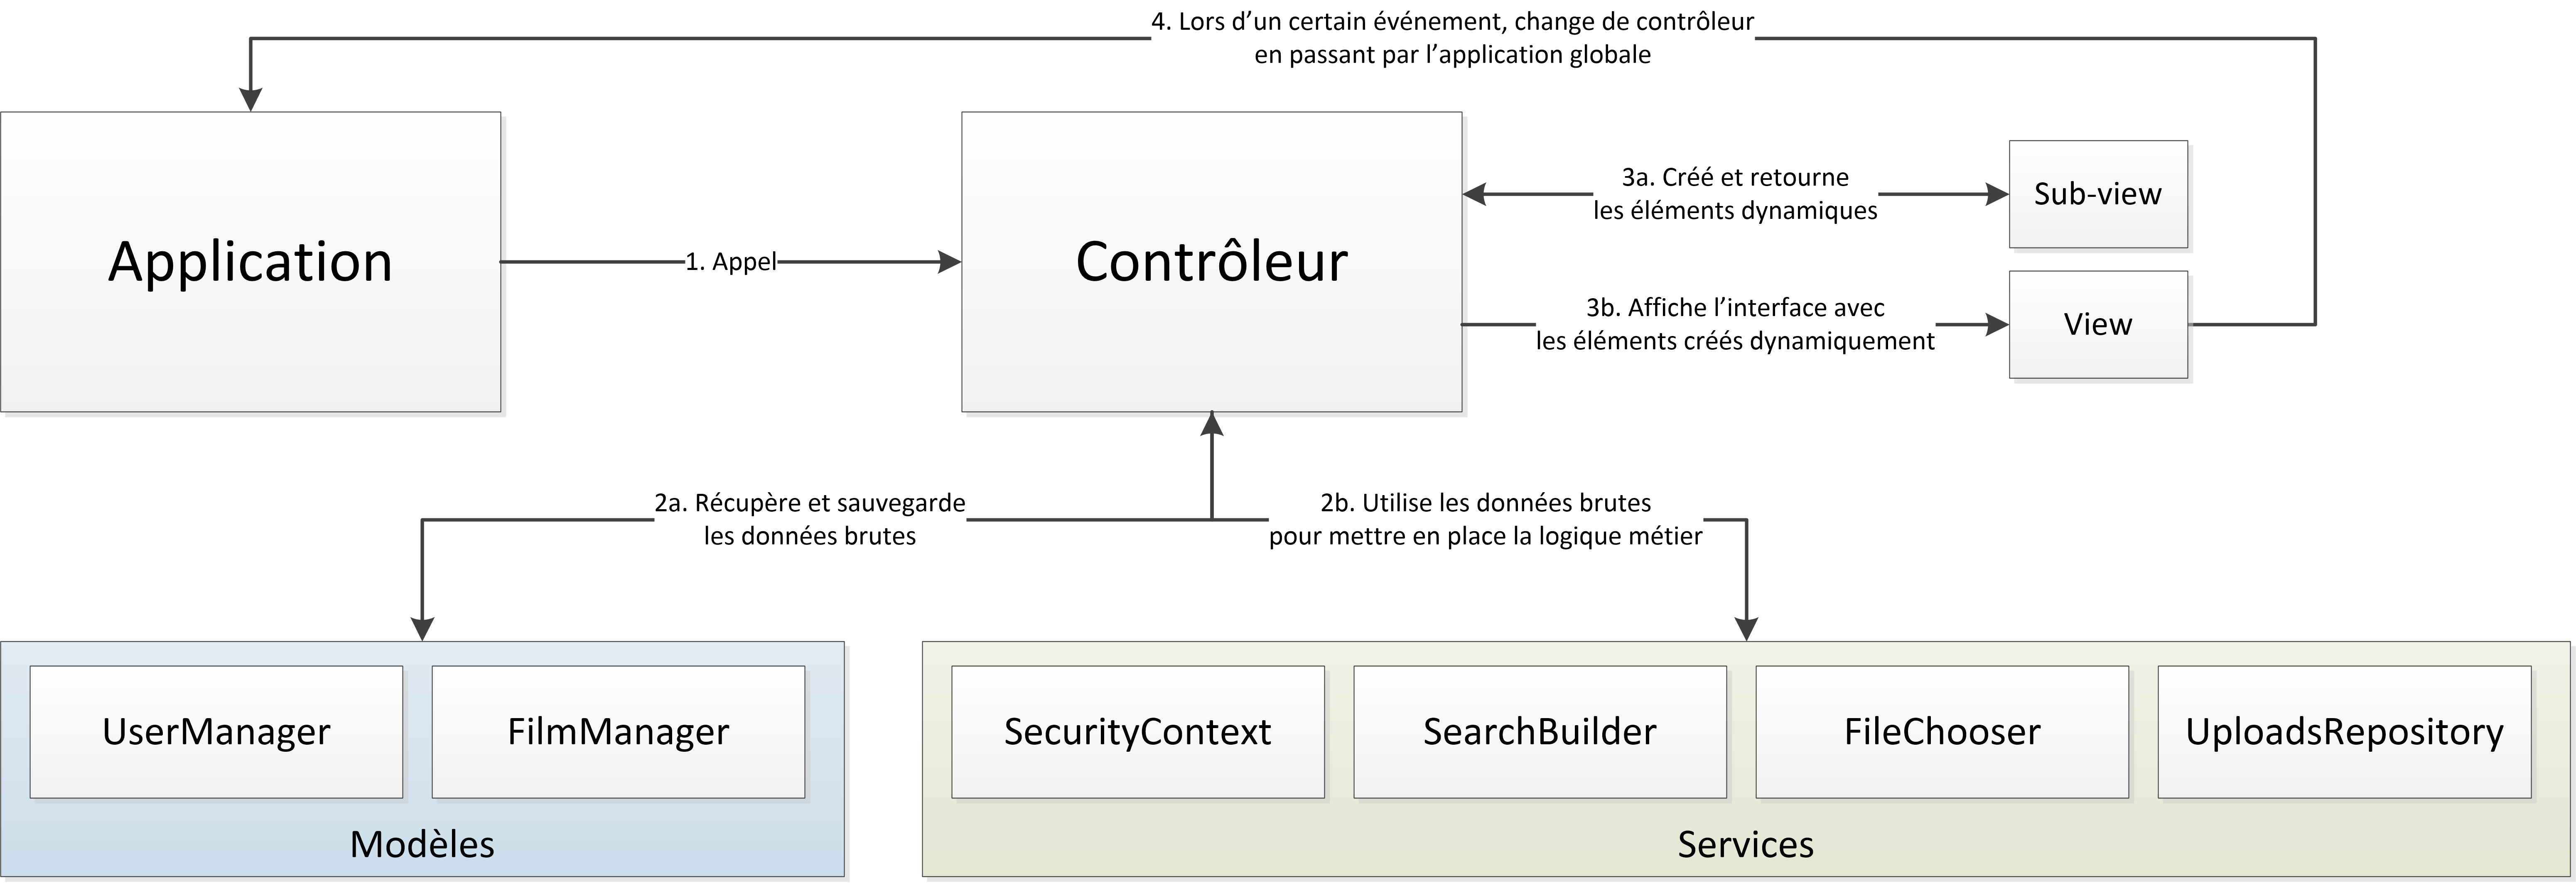 4. Lors d’un certain événement, change de contrôleur
en passant par l’application globale
Application
1. Appel
Contrôleur
3a. Créé et retourne
les éléments dynamiques
Sub-view
3b. Affiche l’interface avec
les éléments créés dynamiquement
View
2a. Récupère et sauvegarde
les données brutes
2b. Utilise les données brutes
pour mettre en place la logique métier
UserManager
FilmManager
Modèles
SecurityContext
SearchBuilder
FileChooser
UploadsRepository
Services